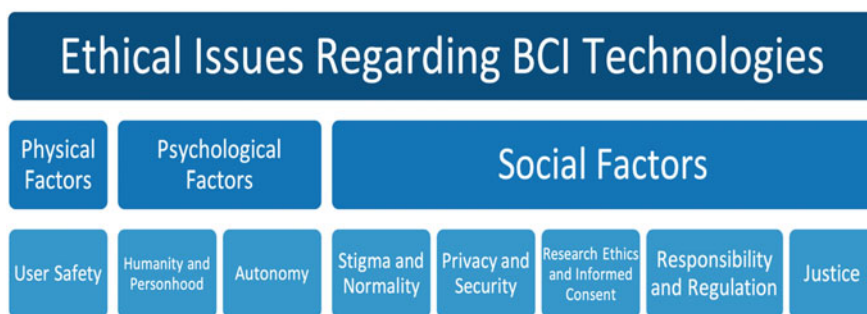 Ethical Issues Regarding BCI Technologies
Physical
Factors
Psychological
Factors
Social Factors
User Safety
Humanity and
Personhood
Autonomy
Stigma and
Normality
Privacy and
Security
Research Ethics
and Informed
Consent
Responsibility
and Regulation
Justice